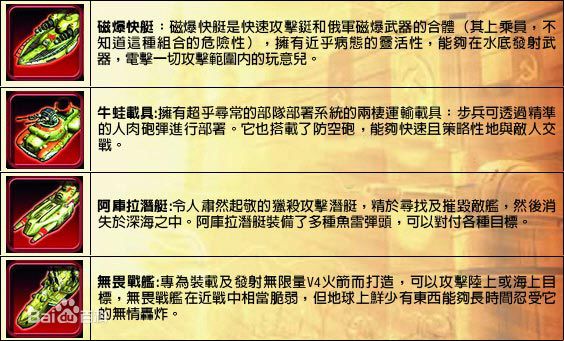 磁爆快艇：磁爆快艇是快速攻擊艇和俄軍磁爆武器的合體（其上乘員，不
知道這種組合的危險性），擁有近乎病態的靈活性，能夠在水底發射武
器，電擊一切攻擊範圍内的玩意兒。
牛蛙載具:擁有超乎尋常的部隊部署系統的兩棲運輸載具：步兵可透過精準
的人肉砲彈進行部署。它也搭載了防空砲，能夠快速且策略性地與敵人交
戰。
阿庫拉潛艇:令人肅然起敬的獵殺攻擊潛艇，精於尋找及摧毀敵艦，然後消
失於深海之中。阿庫拉潛艇裝備了多種魚雷彈頭，可以對付各種目標。
無畏戰艦:專為裝載及發射無限量V4火箭而打造，可以攻擊陸上或海上目
標，無畏戰艦在近戰中相當脆弱，但地球上鮮少有東西能夠長時間忍受它
的無情轟炸。
Bai百科